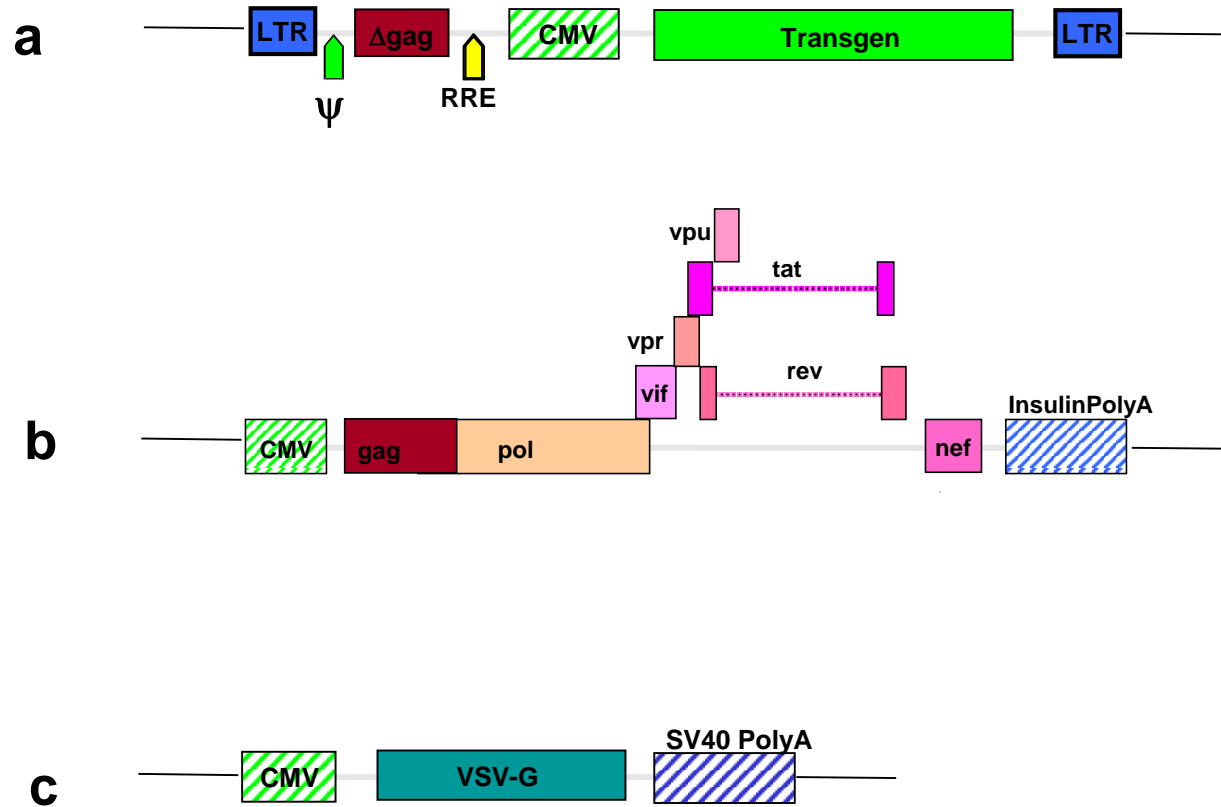 a
LTR
Δgag
CMV
Transgen
LTR
ψ
RRE
vpu
tat
vpr
rev
vif
InsulinPolyA
b
CMV
gag
pol
nef
SV40 PolyA
c
CMV
VSV-G